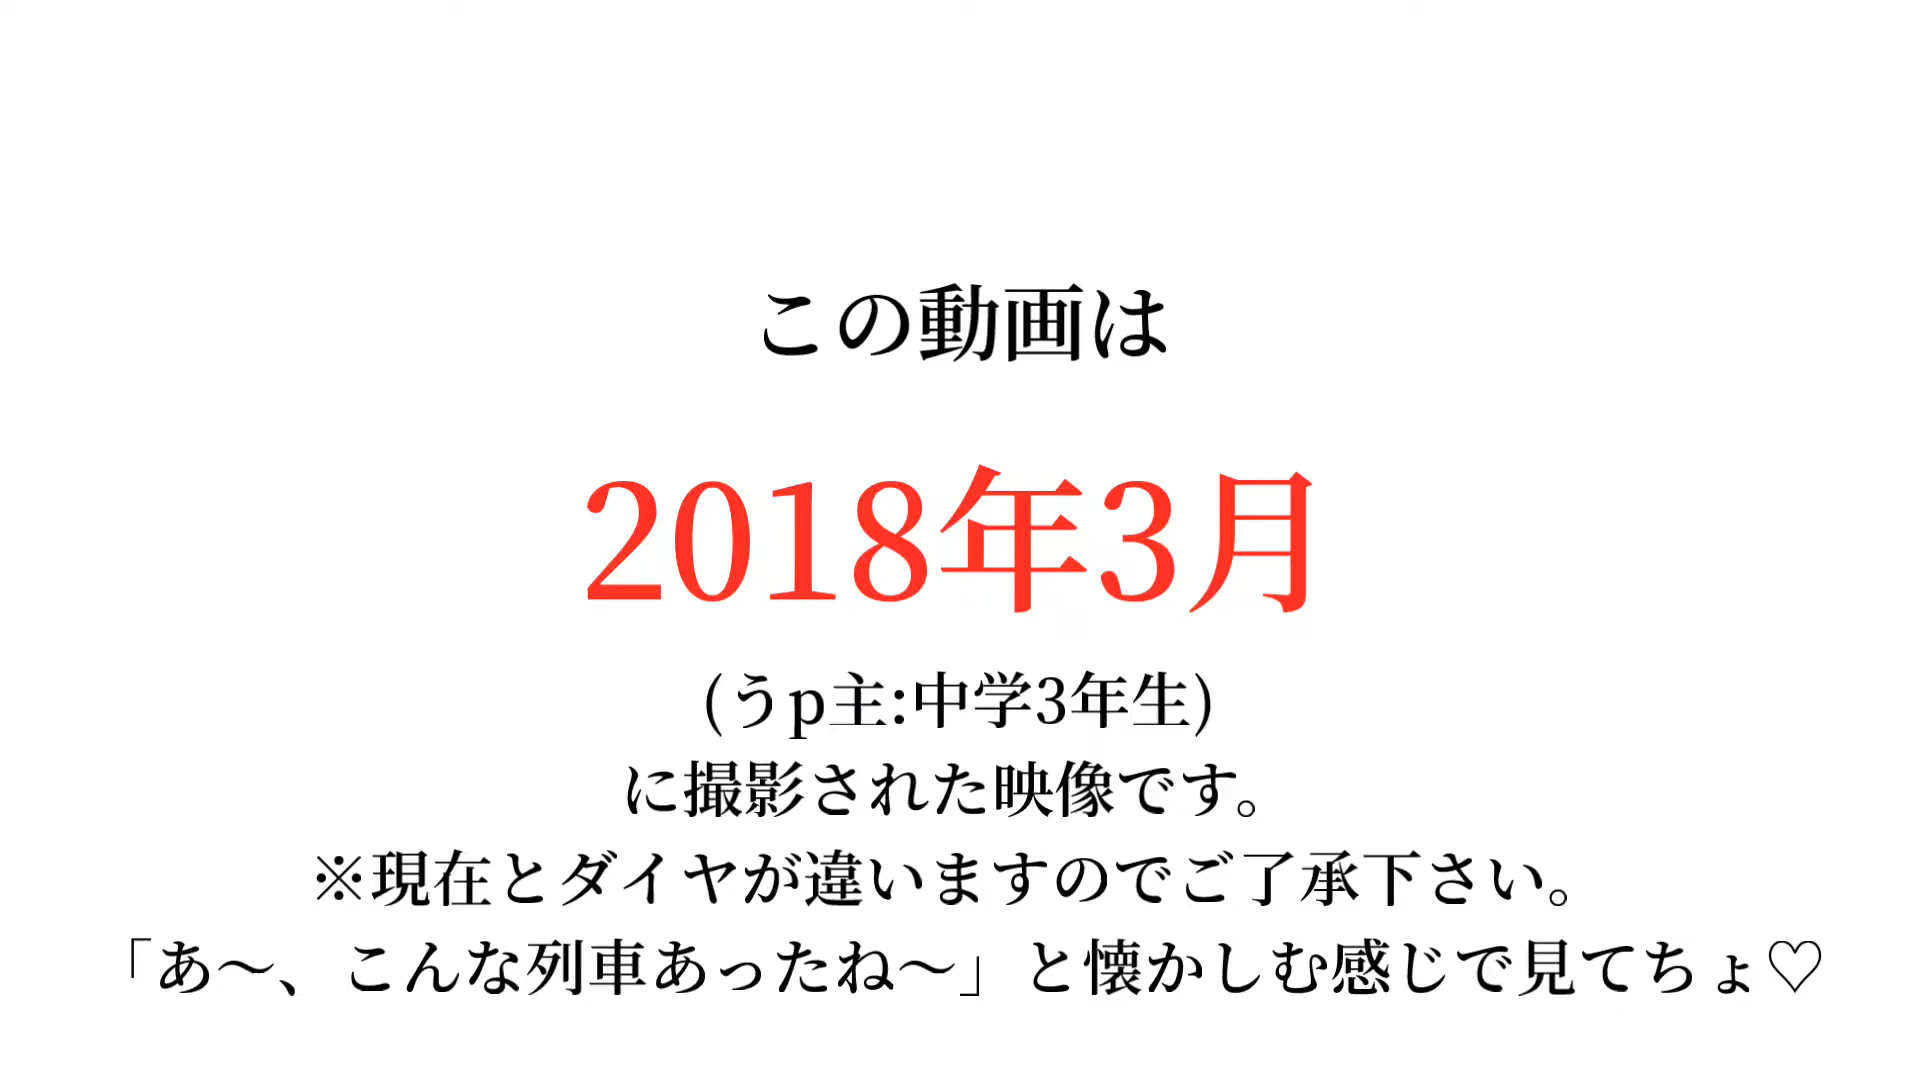 この動画は
2018年3月
(うp主:中学3年生)
に撮影された映像です。
※現在とダイヤが違いますのでご了承下さい。
「あ〜、こんな列車あったね〜」と懐かしむ感じで見てちょ♡